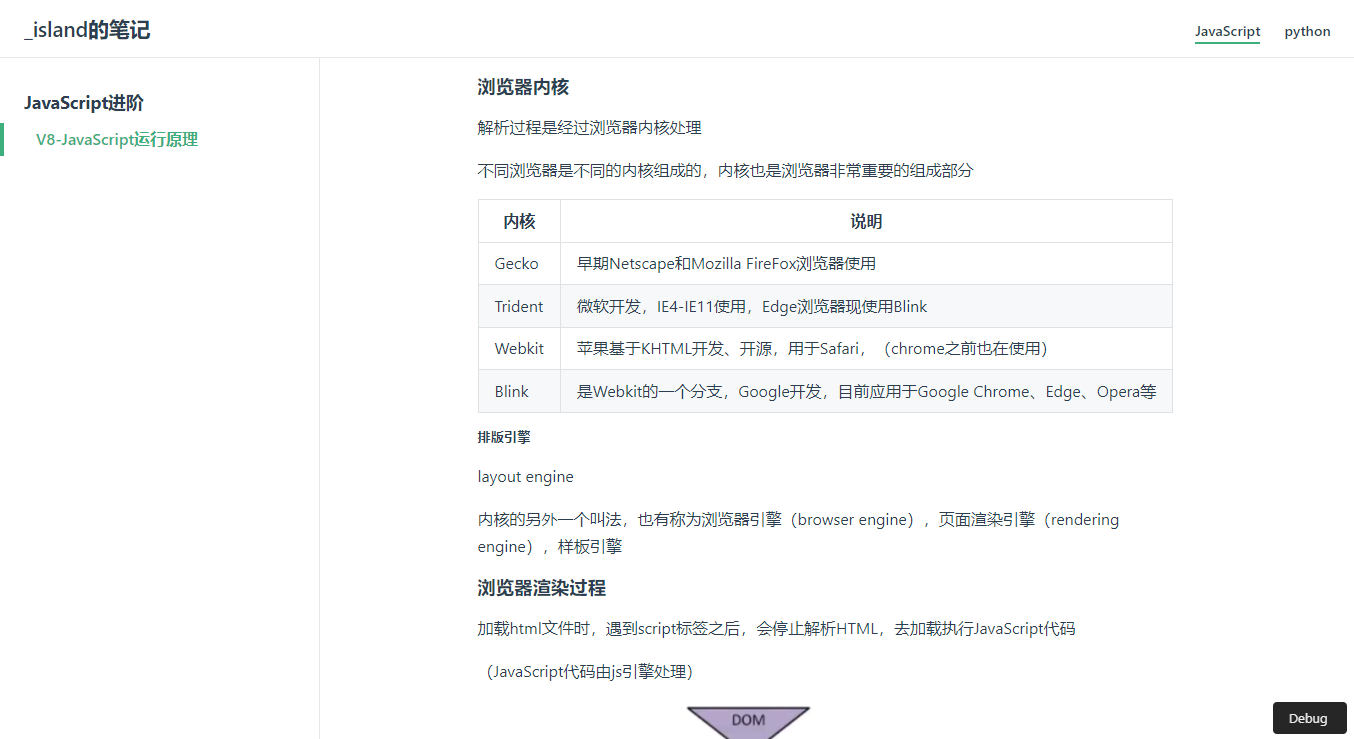 _island的笔记
JavaScript
python
JavaScript进阶
V8-JavaScript运行原理
浏览器内核
解析过程是经过浏览器内核处理
不同浏览器是不同的内核组成的，内核也是浏览器非常重要的组成部分
内核 说明
Gecko 早期Netscape和Mozilla FireFox浏览器使用
Trident 微软开发，IE4-IE11使用，Edge浏览器现使用Blink
Webkit 苹果基于KHTML开发、开源，用于Safari，（chrome之前也在使用）
Blink 是Webkit的一个分支，Google开发，目前应用于Google Chrome、Edge、Opera等
排版引擎
layout engine
内核的另外一个叫法，也有称为浏览器引擎（browser engine），页面渲染引擎（rendering
engine），样板引擎
浏览器渲染过程
加载html文件时，遇到script标签之后，会停止解析HTML，去加载执行JavaScript代码
（JavaScript代码由js引擎处理）
DOM
Debug